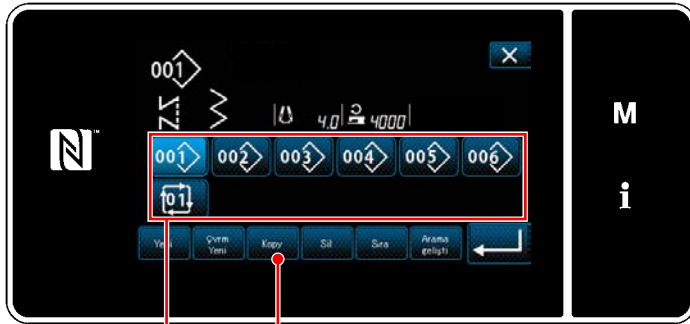 001
4.0 4000
M
001 002 003 004 005 006
01
i
Yeni Çvrm Yeni Kopy Sil Sıra Arama gelişti